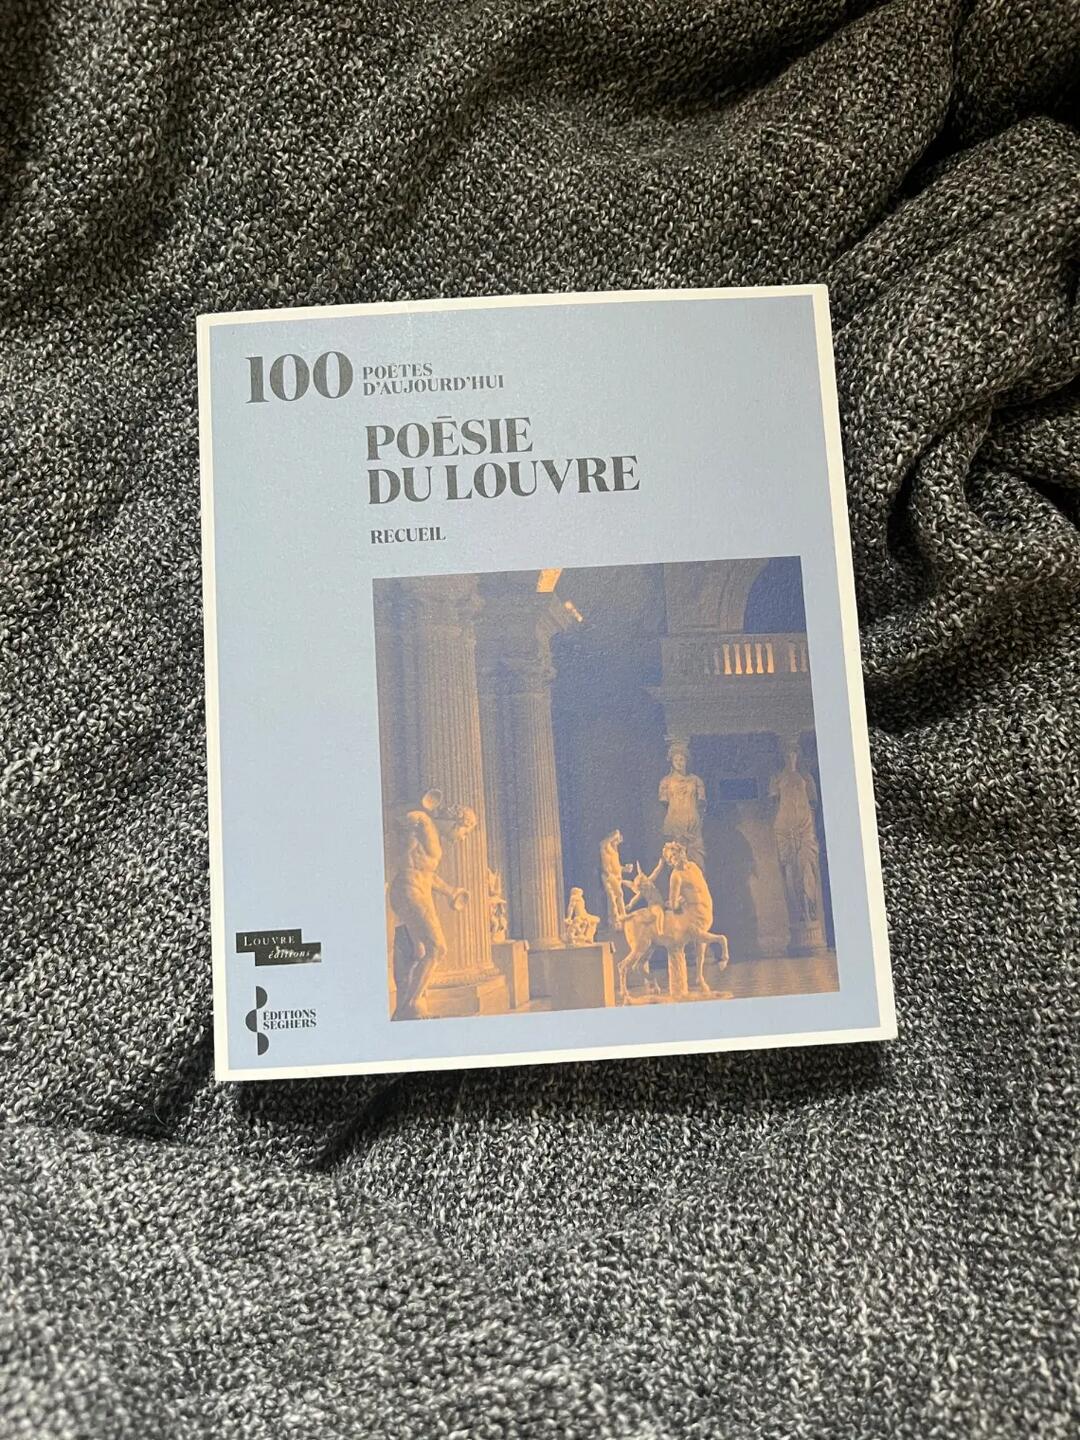 100 POÈTES
D'AUJOURD'HUI
POÉSIE
DU LOUVRE
RECUEIL
LOUVRE
éditions
ÉDITIONS
SEGHERS